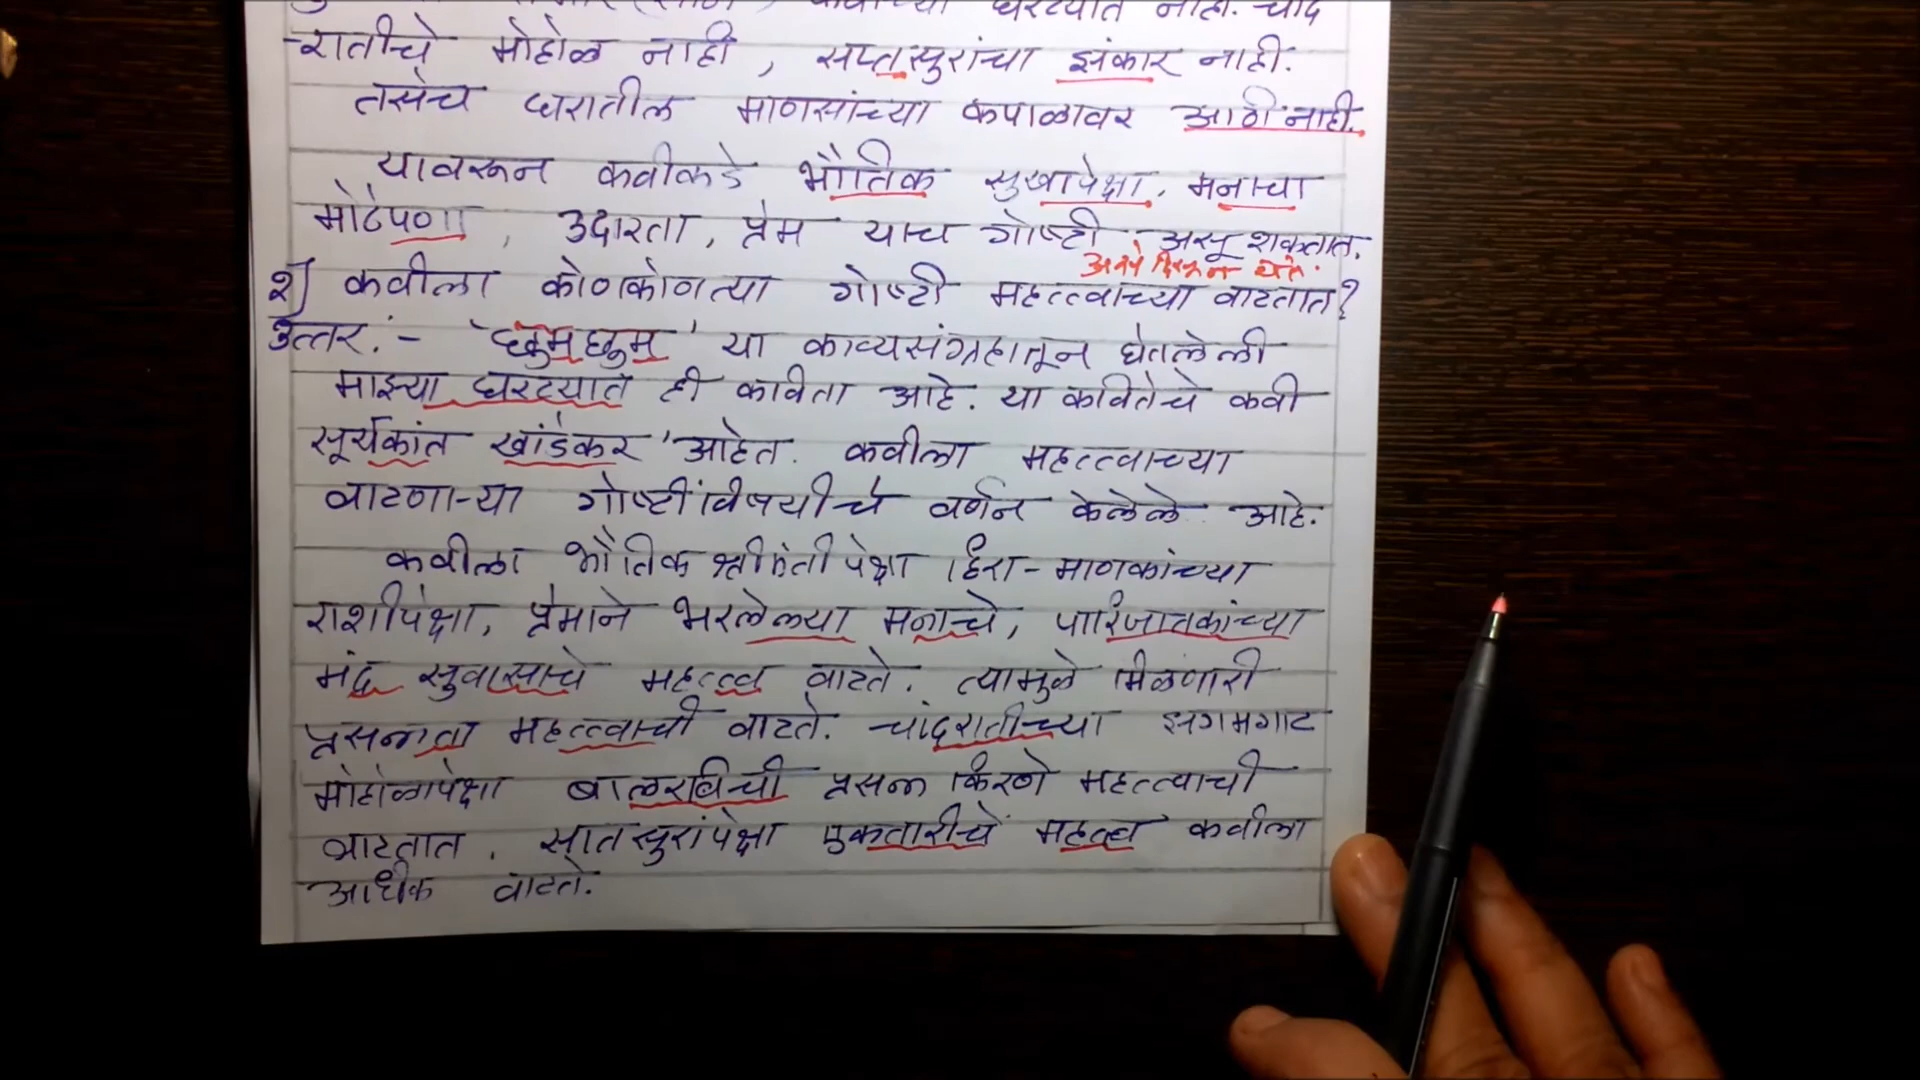 घरट्यात नाही. चांद
-रातीचे मोहोळ नाही, सप्तसुरांचा झंकार नाही.
तसेच घरातील माणसांच्या कपाळावर आठी नाही.
यावरून कवीकडे भौतिक सुखापेक्षा, मनाचा
मोठेपणा, उदारता, प्रेम याच गोष्टी असू शकतात.
असे दिसून येते.
२) कवीला कोणकोणत्या गोष्टी महत्त्वाच्या वाटतात?
उत्तर:- 'छुमछुम' या काव्यसंग्रहातून घेतलेली
माझ्या घरट्यात ही कविता आहे. या कवितेचे कवी
सूर्यकांत खांडेकर' आहेत. कवीला महत्त्वाच्या
वाटणाऱ्या गोष्टींविषयीचे वर्णन केलेले आहे.
कवीला भौतिक श्रीमंतीपेक्षा हिरा-माणकांच्या
राशीपेक्षा, प्रेमाने भरलेल्या मनाचे, पारिजातकांच्या
मंद सुवासाचे महत्त्व वाटते. त्यामुळे मिळणारी
प्रसन्नता महत्त्वाची वाटते. चांदरातीच्या झगमगाट
मोहोळापेक्षा बालरविची प्रसन्न किरणे महत्त्वाची
वाटतात. सातसुरांपेक्षा एकतारीचे महत्त्व कवीला
अधिक वाटते.